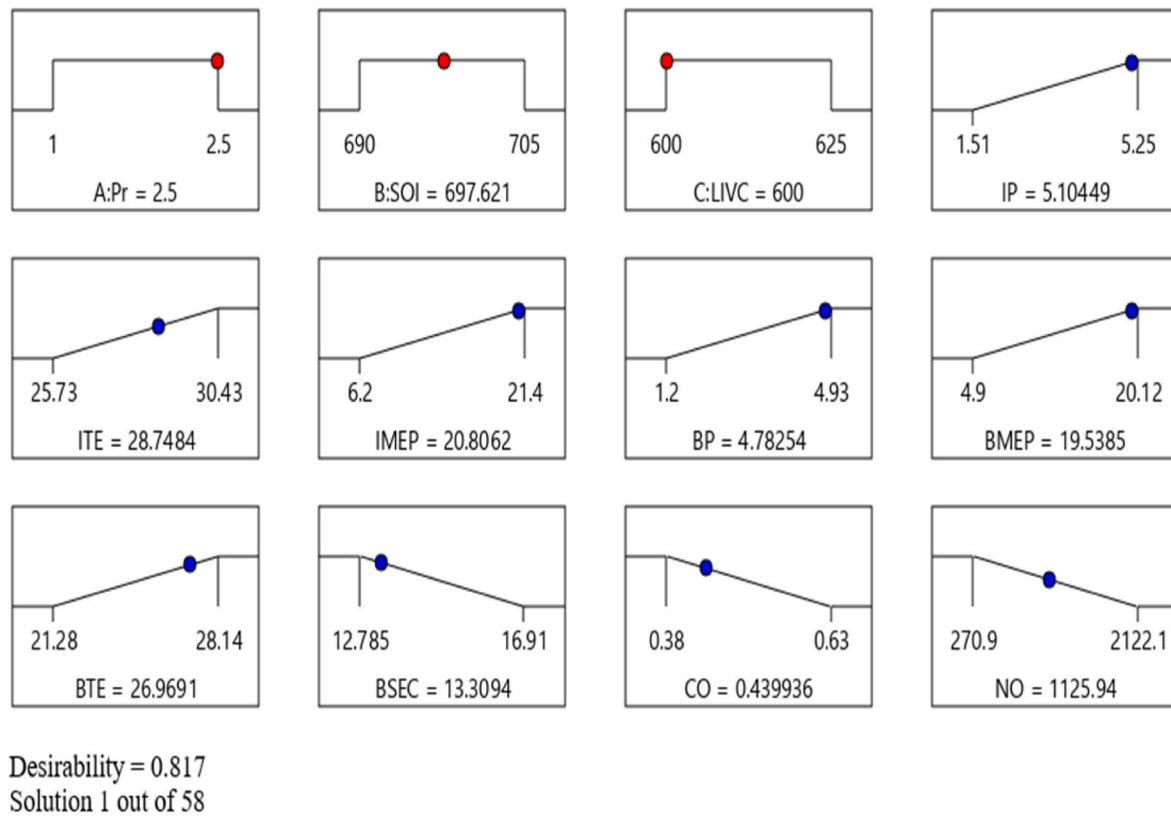 1 2.5
A:Pr = 2.5
690 705
B:SOI = 697.621
600 625
C:LIVC = 600
1.51 5.25
IP = 5.10449
25.73 30.43
ITE = 28.7484
6.2 21.4
IMEP = 20.8062
1.2 4.93
BP = 4.78254
4.9 20.12
BMEP = 19.5385
21.28 28.14
BTE = 26.9691
12.785 16.91
BSEC = 13.3094
0.38 0.63
CO = 0.439936
270.9 2122.1
NO = 1125.94
Desirability = 0.817
Solution 1 out of 58